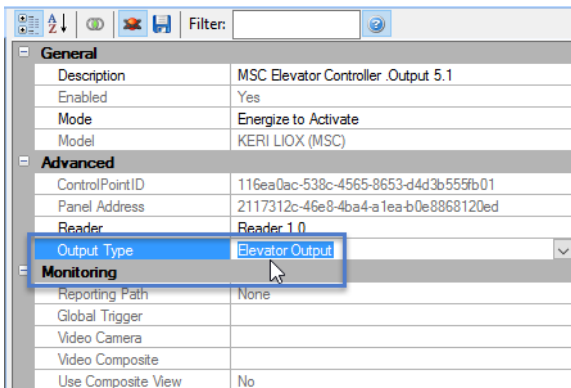 Filter:
General
Description MSC Elevator Controller .Output 5.1
Enabled Yes
Mode Energize to Activate
Model KERI LIOX (MSC)
Advanced
ControlPointID 116ea0ac-538c-4565-8653-d4d3b555fb01
Panel Address 2117312c-46e8-4ba4-a1ea-b0e8868120ed
Reader Reader 1.0
Output Type Elevator Output
Monitoring
Reporting Path None
Global Trigger
Video Camera
Video Composite
Use Composite View No